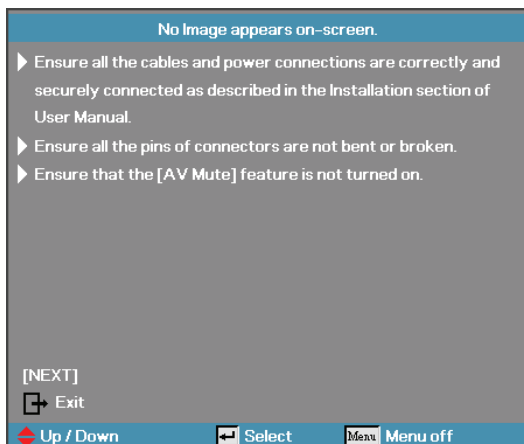 No Image appears on-screen.
Ensure all the cables and power connections are correctly and
securely connected as described in the Installation section of
User Manual.
Ensure all the pins of connectors are not bent or broken.
Ensure that the [AV Mute] feature is not turned on.
[NEXT]
Exit
Up / Down Select Menu Menu off